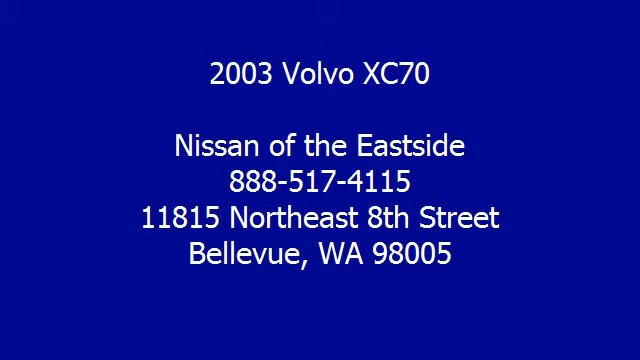 2003 Volvo XC70
Nissan of the Eastside
888-517-4115
11815 Northeast 8th Street
Bellevue, WA 98005